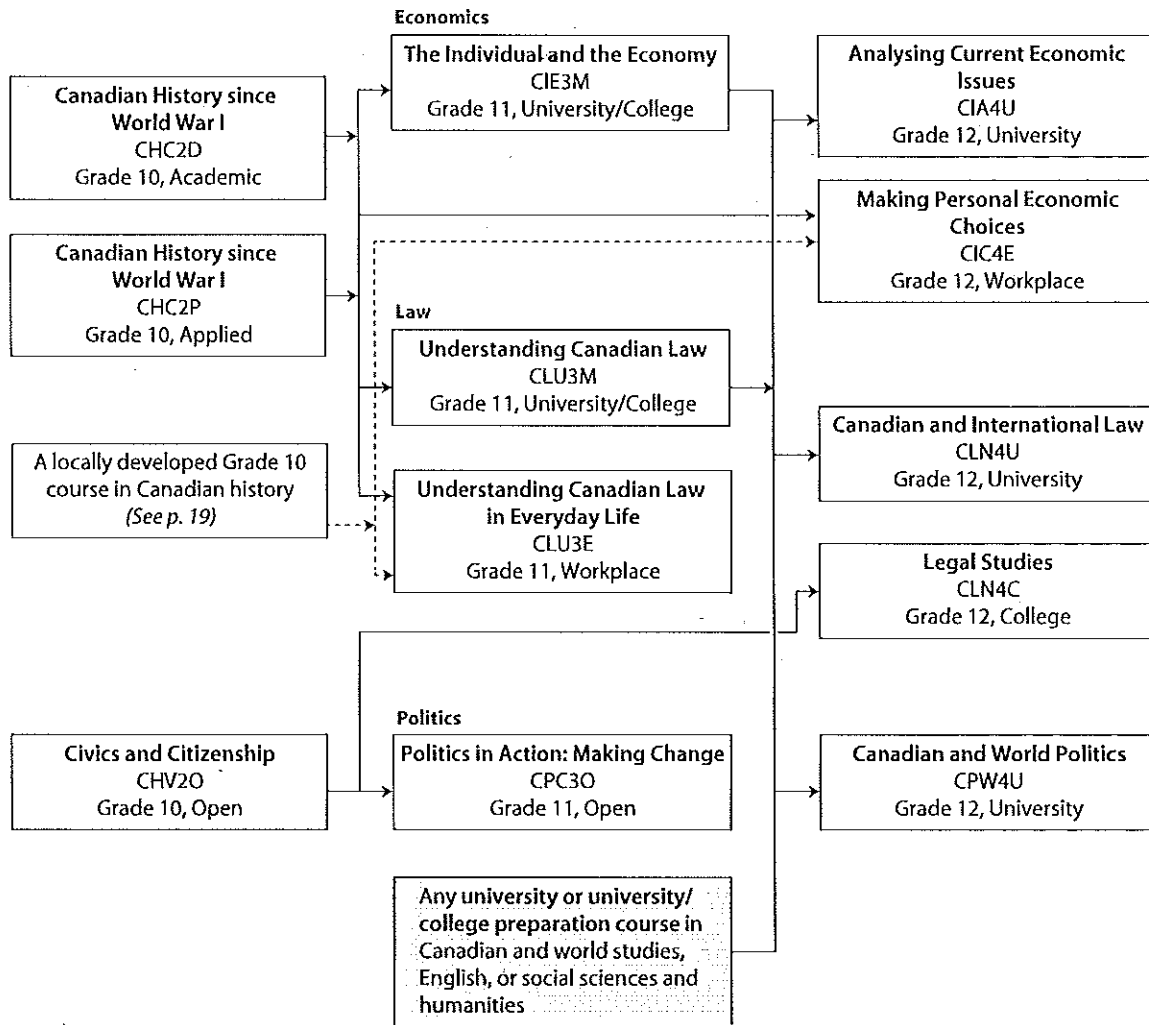 Economics
The Individual and the Economy
CIE3M
Grade 11, University/College
Analysing Current Economic
Issues
CIA4U
Grade 12, University
Canadian History since
World War I
CHC2D
Grade 10, Academic
Making Personal Economic
Choices
CIC4E
Grade 12, Workplace
Canadian History since
World War I
CHC2P
Grade 10, Applied
Law
Understanding Canadian Law
CLU3M
Grade 11, University/College
Canadian and International Law
CLN4U
Grade 12, University
A locally developed Grade 10
course in Canadian history
(See p. 19)
Understanding Canadian Law
in Everyday Life
CLU3E
Grade 11, Workplace
Legal Studies
CLN4C
Grade 12, College
Politics
Civics and Citizenship
CHV2O
Grade 10, Open
Politics in Action: Making Change
CPC3O
Grade 11, Open
Canadian and World Politics
CPW4U
Grade 12, University
Any university or university/
college preparation course in
Canadian and world studies,
English, or social sciences and
humanities